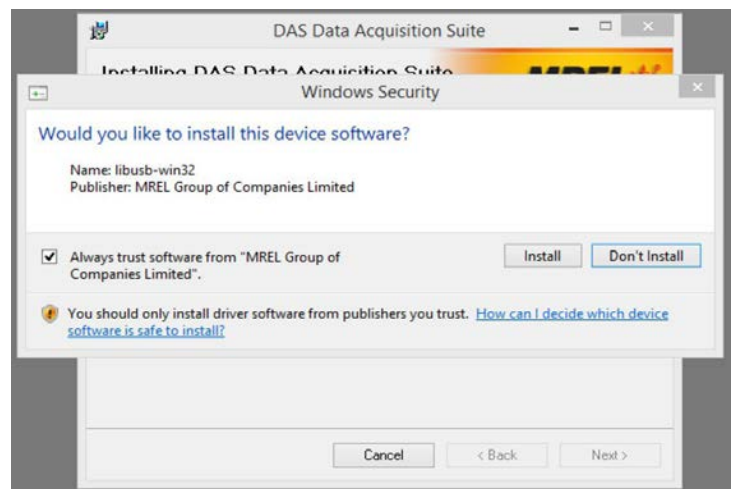 DAS Data Acquisition Suite
Installing DAS Data Acquisition Suite
MREL
Windows Security
Would you like to install this device software?
Name: libusb-win32
Publisher: MREL Group of Companies Limited
Always trust software from "MREL Group of
Companies Limited".
Install
Don't Install
You should only install driver software from publishers you trust. How can I decide which device
software is safe to install?
Cancel
< Back
Next >